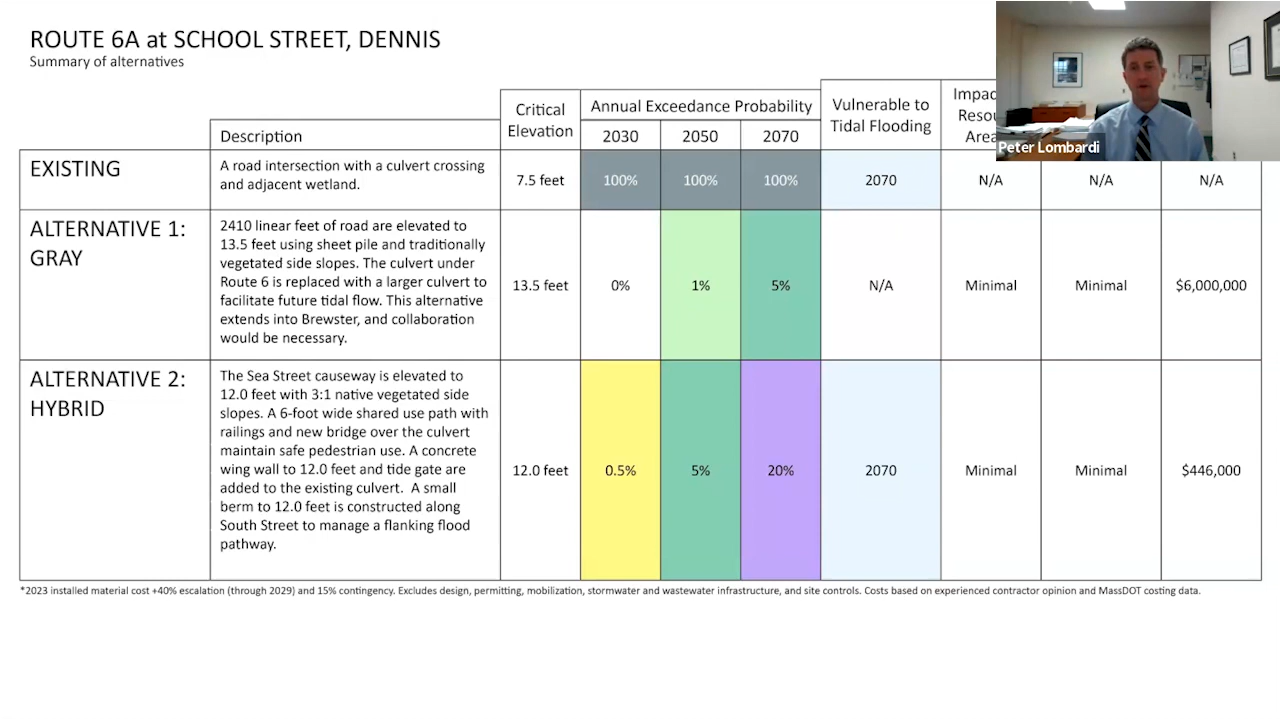 ROUTE 6A at SCHOOL STREET, DENNIS
Summary of alternatives
Description
Critical
Elevation
Annual Exceedance Probability
2030 2050 2070
Vulnerable to
Tidal Flooding
Peter Lombardi
EXISTING
A road intersection with a culvert crossing
and adjacent wetland.
7.5 feet 100% 100% 100% 2070 N/A N/A N/A
ALTERNATIVE 1:
GRAY
2410 linear feet of road are elevated to
13.5 feet using sheet pile and traditionally
vegetated side slopes. The culvert under
Route 6 is replaced with a larger culvert to
facilitate future tidal flow. This alternative
extends into Brewster, and collaboration
would be necessary.
13.5 feet 0% 1% 5% N/A Minimal Minimal $6,000,000
ALTERNATIVE 2:
HYBRID
The Sea Street causeway is elevated to
12.0 feet with 3:1 native vegetated side
slopes. A 6-foot wide shared use path with
railings and new bridge over the culvert
maintain safe pedestrian use. A concrete
wing wall to 12.0 feet and tide gate are
added to the existing culvert. A small
berm to 12.0 feet is constructed along
South Street to manage a flanking flood
pathway.
12.0 feet 0.5% 5% 20% 2070 Minimal Minimal $446,000
*2023 installed material cost +40% escalation (through 2029) and 15% contingency. Excludes design, permitting, mobilization, stormwater and wastewater infrastructure, and site controls. Costs based on experienced contractor opinion and MassDOT costing data.